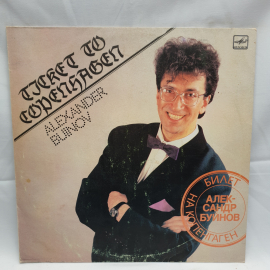 TICKET TO
COPENHAGEN
ALEXANDER
BUINOV
БИЛЕТ
АЛЕК-
САНДР
БУЙНОВ
НА КОПЕНГАГЕН